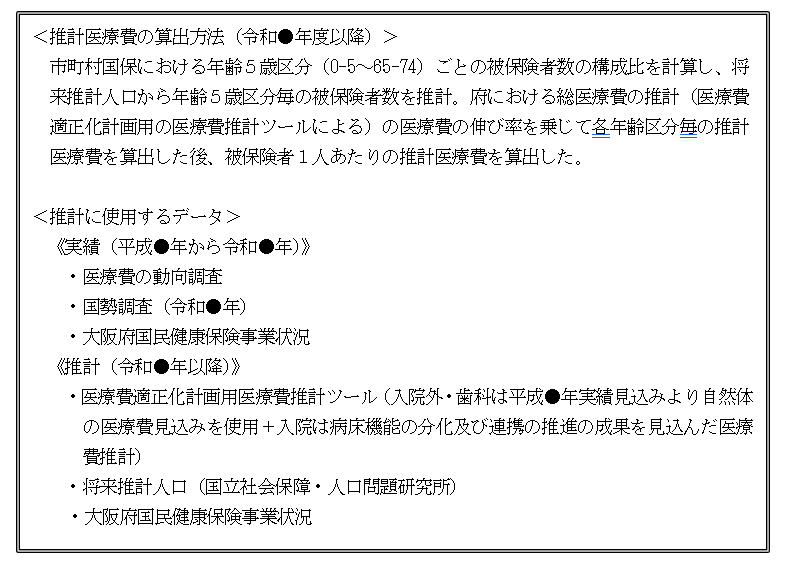 ＜推計医療費の算出方法（令和●年度以降）＞
市町村国保における年齢５歳区分（0-5～65-74）ごとの被保険者数の構成比を計算し、将
来推計人口から年齢５歳区分毎の被保険者数を推計。府における総医療費の推計（医療費
適正化計画用の医療費推計ツールによる）の医療費の伸び率を乗じて各年齢区分毎の推計
医療費を算出した後、被保険者１人あたりの推計医療費を算出した。
＜推計に使用するデータ＞
《実績（平成●年から令和●年）》
・医療費の動向調査
・国勢調査（令和●年）
・大阪府国民健康保険事業状況
《推計（令和●年以降）》
・医療費適正化計画用医療費推計ツール（入院外・歯科は平成●年実績見込みより自然体
の医療費見込みを使用＋入院は病床機能の分化及び連携の推進の成果を見込んだ医療
費推計）
・将来推計人口（国立社会保障・人口問題研究所）
・大阪府国民健康保険事業状況